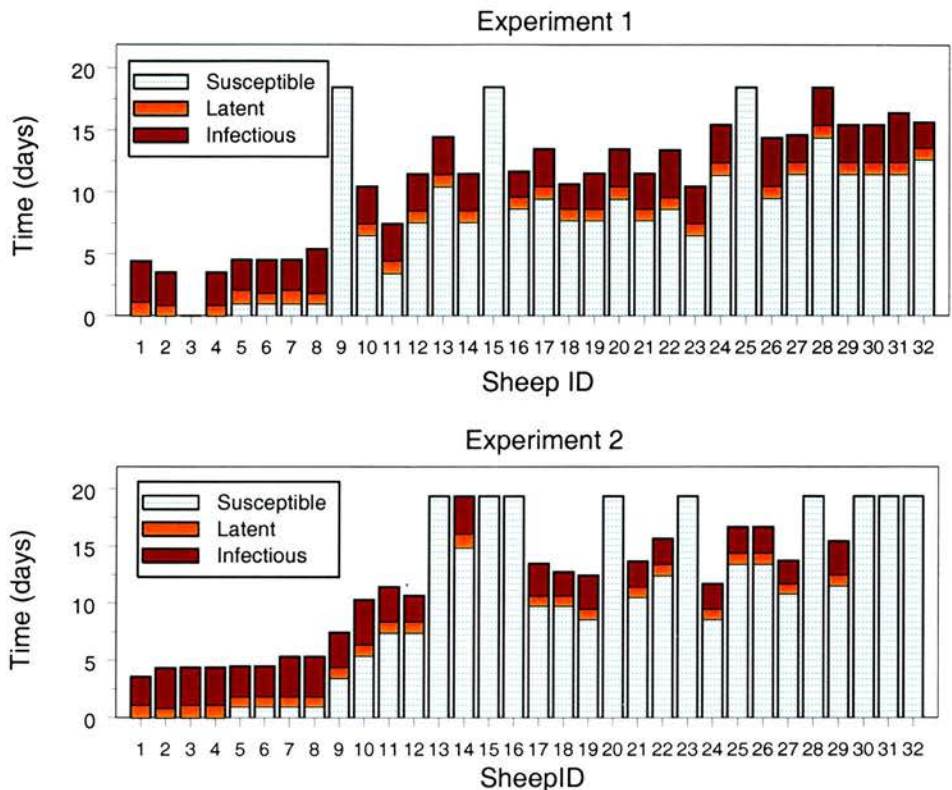 Experiment 1
Susceptible
Latent
Infectious
Time (days)
20
15
10
5
0
1 2 3 4 5 6 7 8 9 10 11 12 13 14 15 16 17 18 19 20 21 22 23 24 25 26 27 28 29 30 31 32
Sheep ID
Experiment 2
Susceptible
Latent
Infectious
Time (days)
20
15
10
5
0
1 2 3 4 5 6 7 8 9 10 11 12 13 14 15 16 17 18 19 20 21 22 23 24 25 26 27 28 29 30 31 32
SheepID